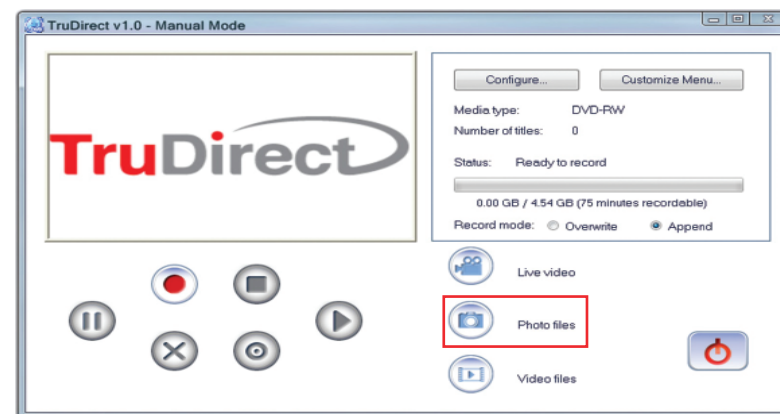 TruDirect v1.0 - Manual Mode
TruDirect
Configure...
Customize Menu...
Media type: DVD-RW
Number of titles: 0
Status: Ready to record
0.00 GB / 4.54 GB (75 minutes recordable)
Record mode: Overwrite Append
Live video
Photo files
Video files